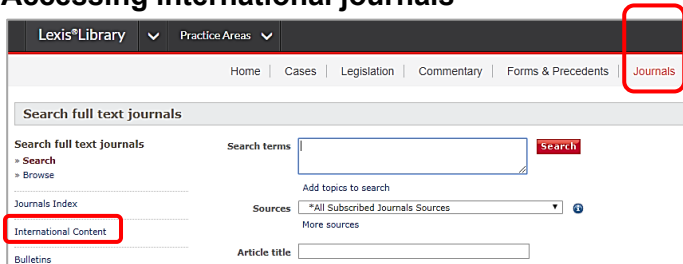 Accessing international journals
Lexis®Library Practice Areas
Home | Cases | Legislation | Commentary | Forms & Precedents | Journals
Search full text journals
Search full text journals
» Search
» Browse
Journals Index
International Content
Bulletins
Search terms
Search
Add topics to search
Sources *All Subscribed Journals Sources
More sources
Article title